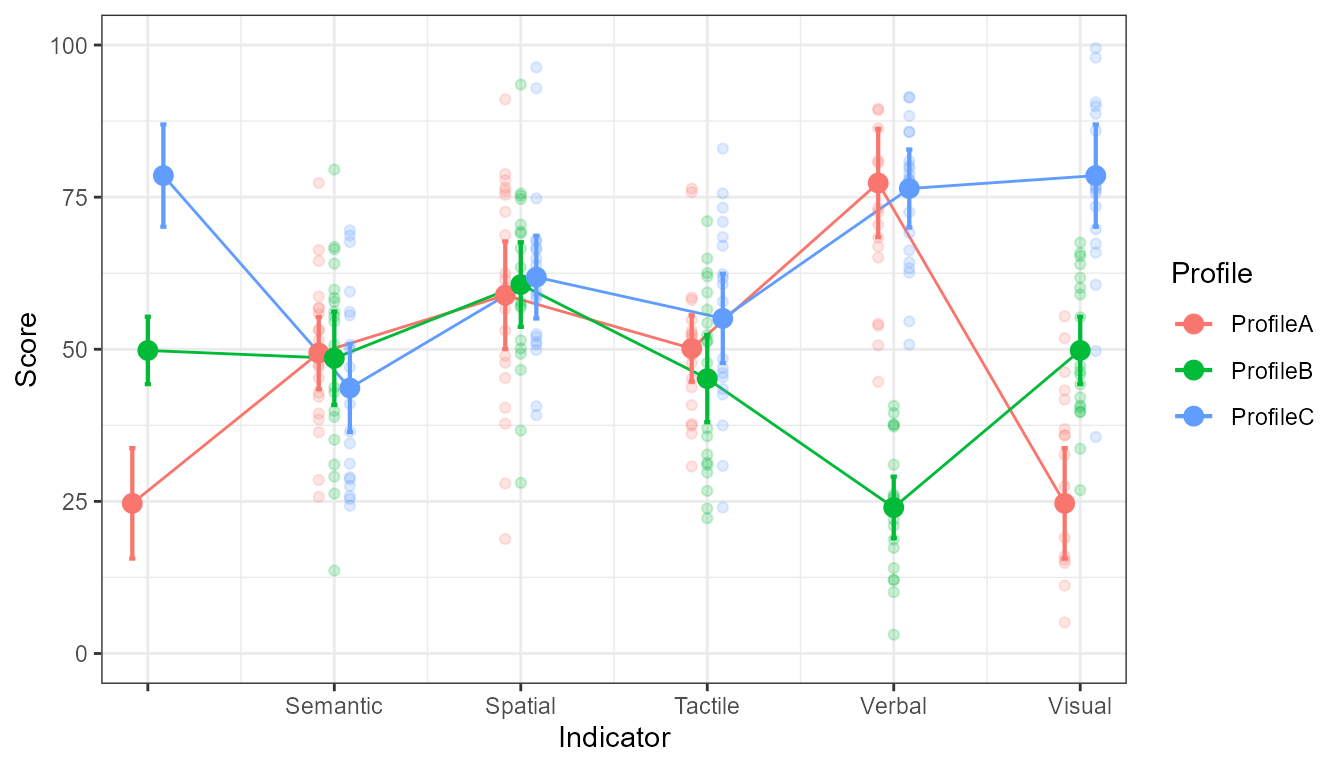 100
75
50
25
0
Score
Semantic
Spatial
Tactile
Verbal
Visual
Indicator
Profile
ProfileA
ProfileB
ProfileC